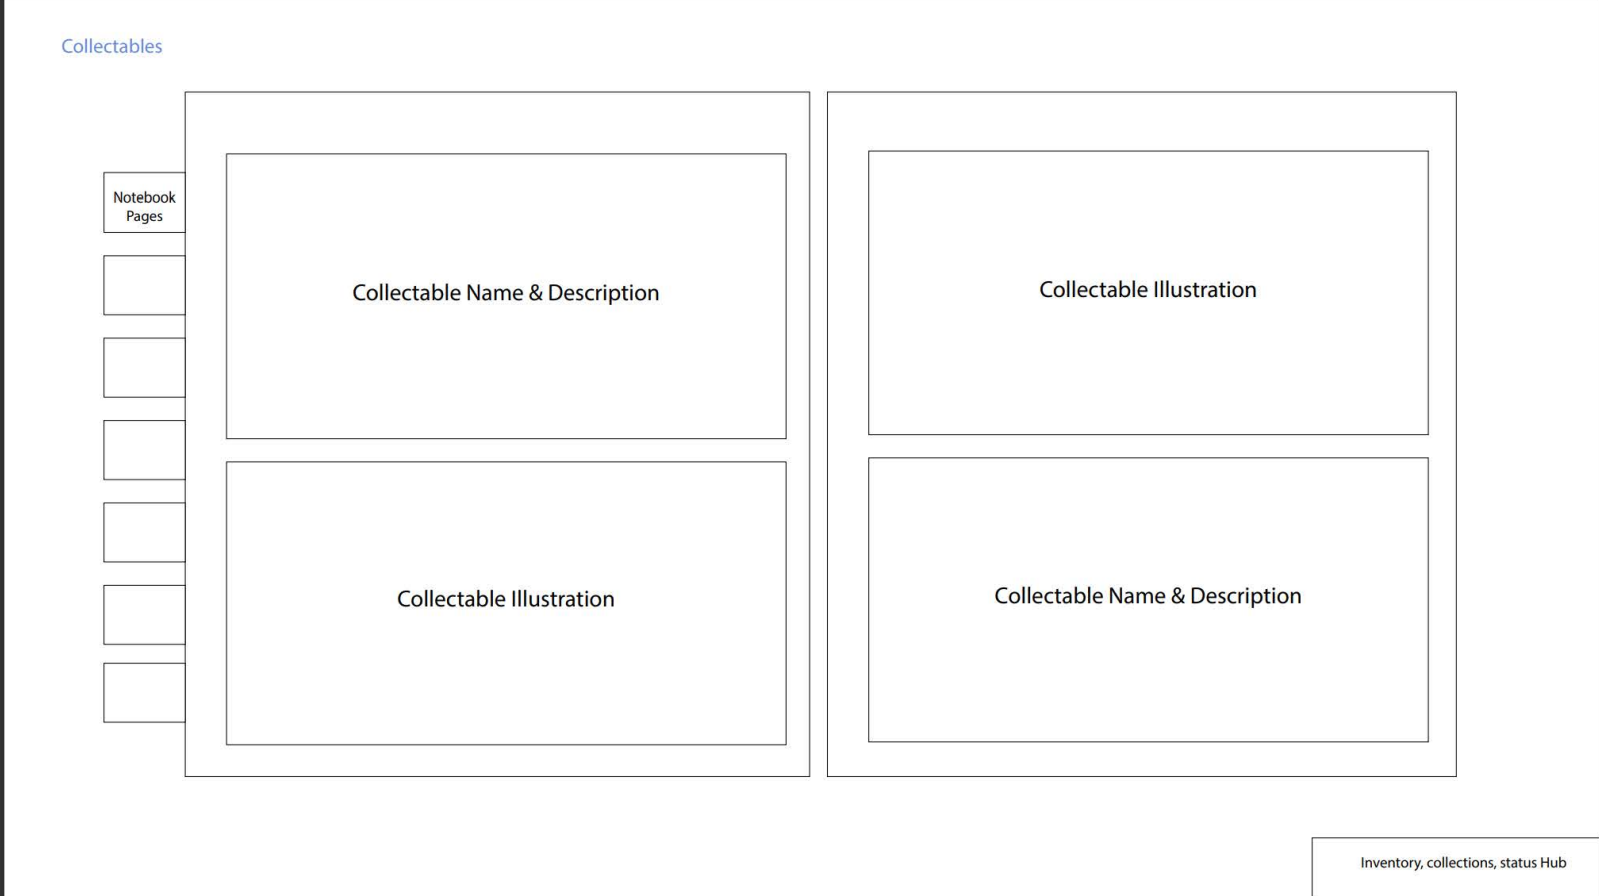 Collectables
Notebook
Pages
Collectable Name & Description
Collectable Illustration
Collectable Illustration
Collectable Name & Description
Inventory, collections, status Hub